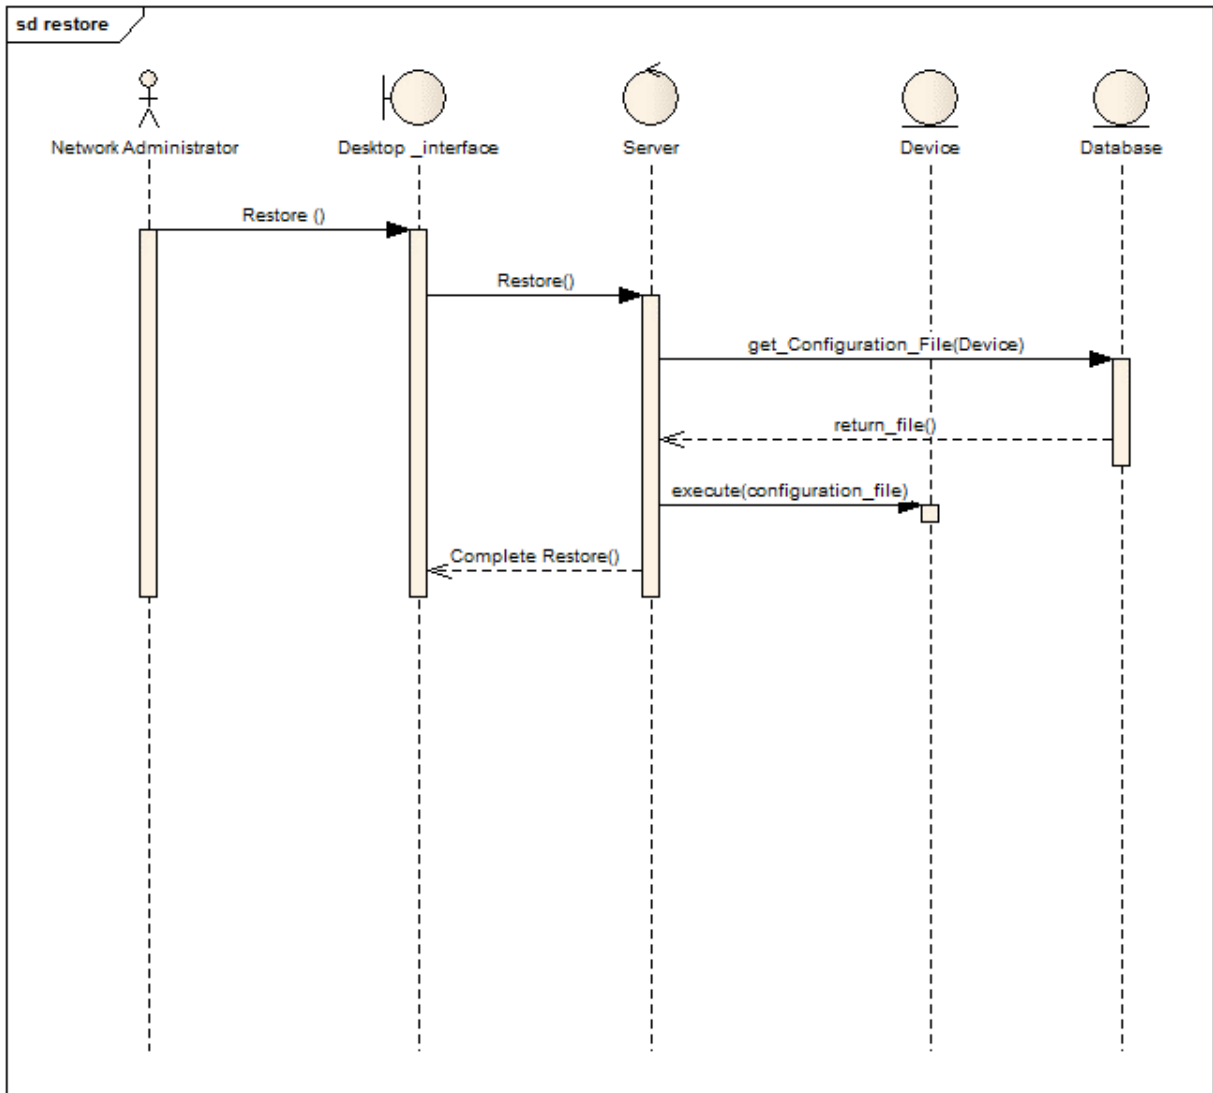 sd restore
Network Administrator
Desktop _interface
Server
Device
Database
Restore ()
Restore()
get_Configuration_File(Device)
return_file()
execute(configuration_file)
Complete Restore()